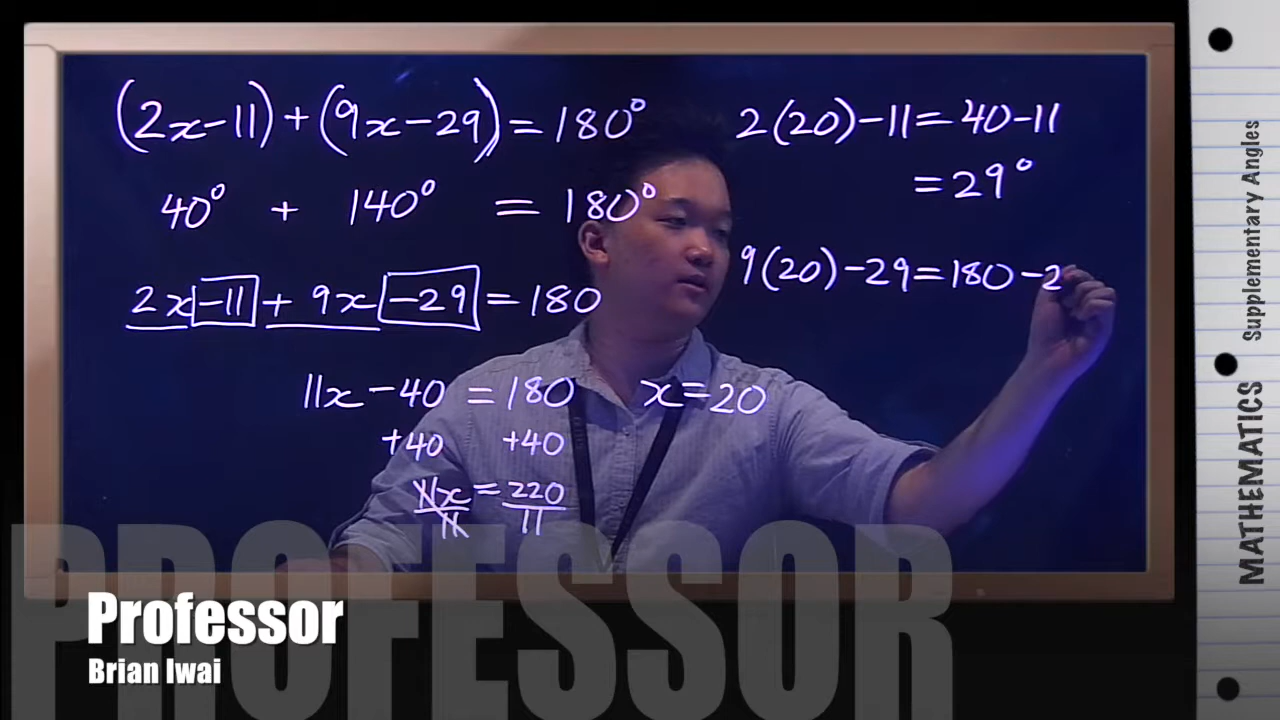 (2x-11)+(9x-29)=180°
40° + 140° = 180°
2x-11+9x-29=180
11x-40=180
+40 +40
11x/11=220/11
x=20
2(20)-11=40-11
=29°
9(20)-29=180-2
PROFESSOR
Professor
Brian Iwai
MATHEMATICS
Supplementary Angles